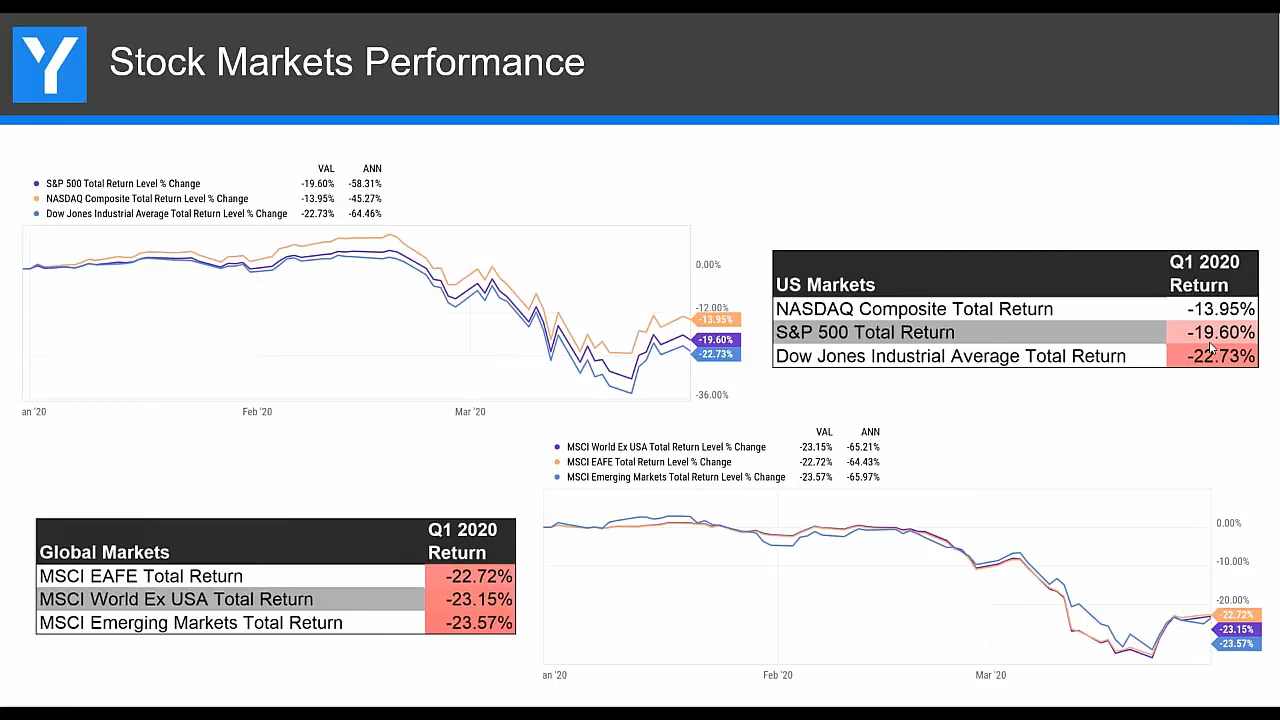 Y Stock Markets Performance
VAL ANN
S&P 500 Total Return Level % Change -19.60% -58.31%
NASDAQ Composite Total Return Level % Change -13.95% -45.27%
Dow Jones Industrial Average Total Return Level % Change -22.73% -64.46%
0.00%
-12.00%
-13.95%
-19.60%
-22.73%
-36.00%
an '20 Feb '20 Mar '20
Q1 2020
US Markets Return
NASDAQ Composite Total Return -13.95%
S&P 500 Total Return -19.60%
Dow Jones Industrial Average Total Return -22.73%
VAL ANN
MSCI World Ex USA Total Return Level % Change -23.15% -65.21%
MSCI EAFE Total Return Level % Change -22.72% -64.43%
MSCI Emerging Markets Total Return Level % Change -23.57% -65.97%
0.00%
-10.00%
-20.00%
-22.72%
-23.15%
-23.57%
an '20 Feb '20 Mar '20
Q1 2020
Global Markets Return
MSCI EAFE Total Return -22.72%
MSCI World Ex USA Total Return -23.15%
MSCI Emerging Markets Total Return -23.57%